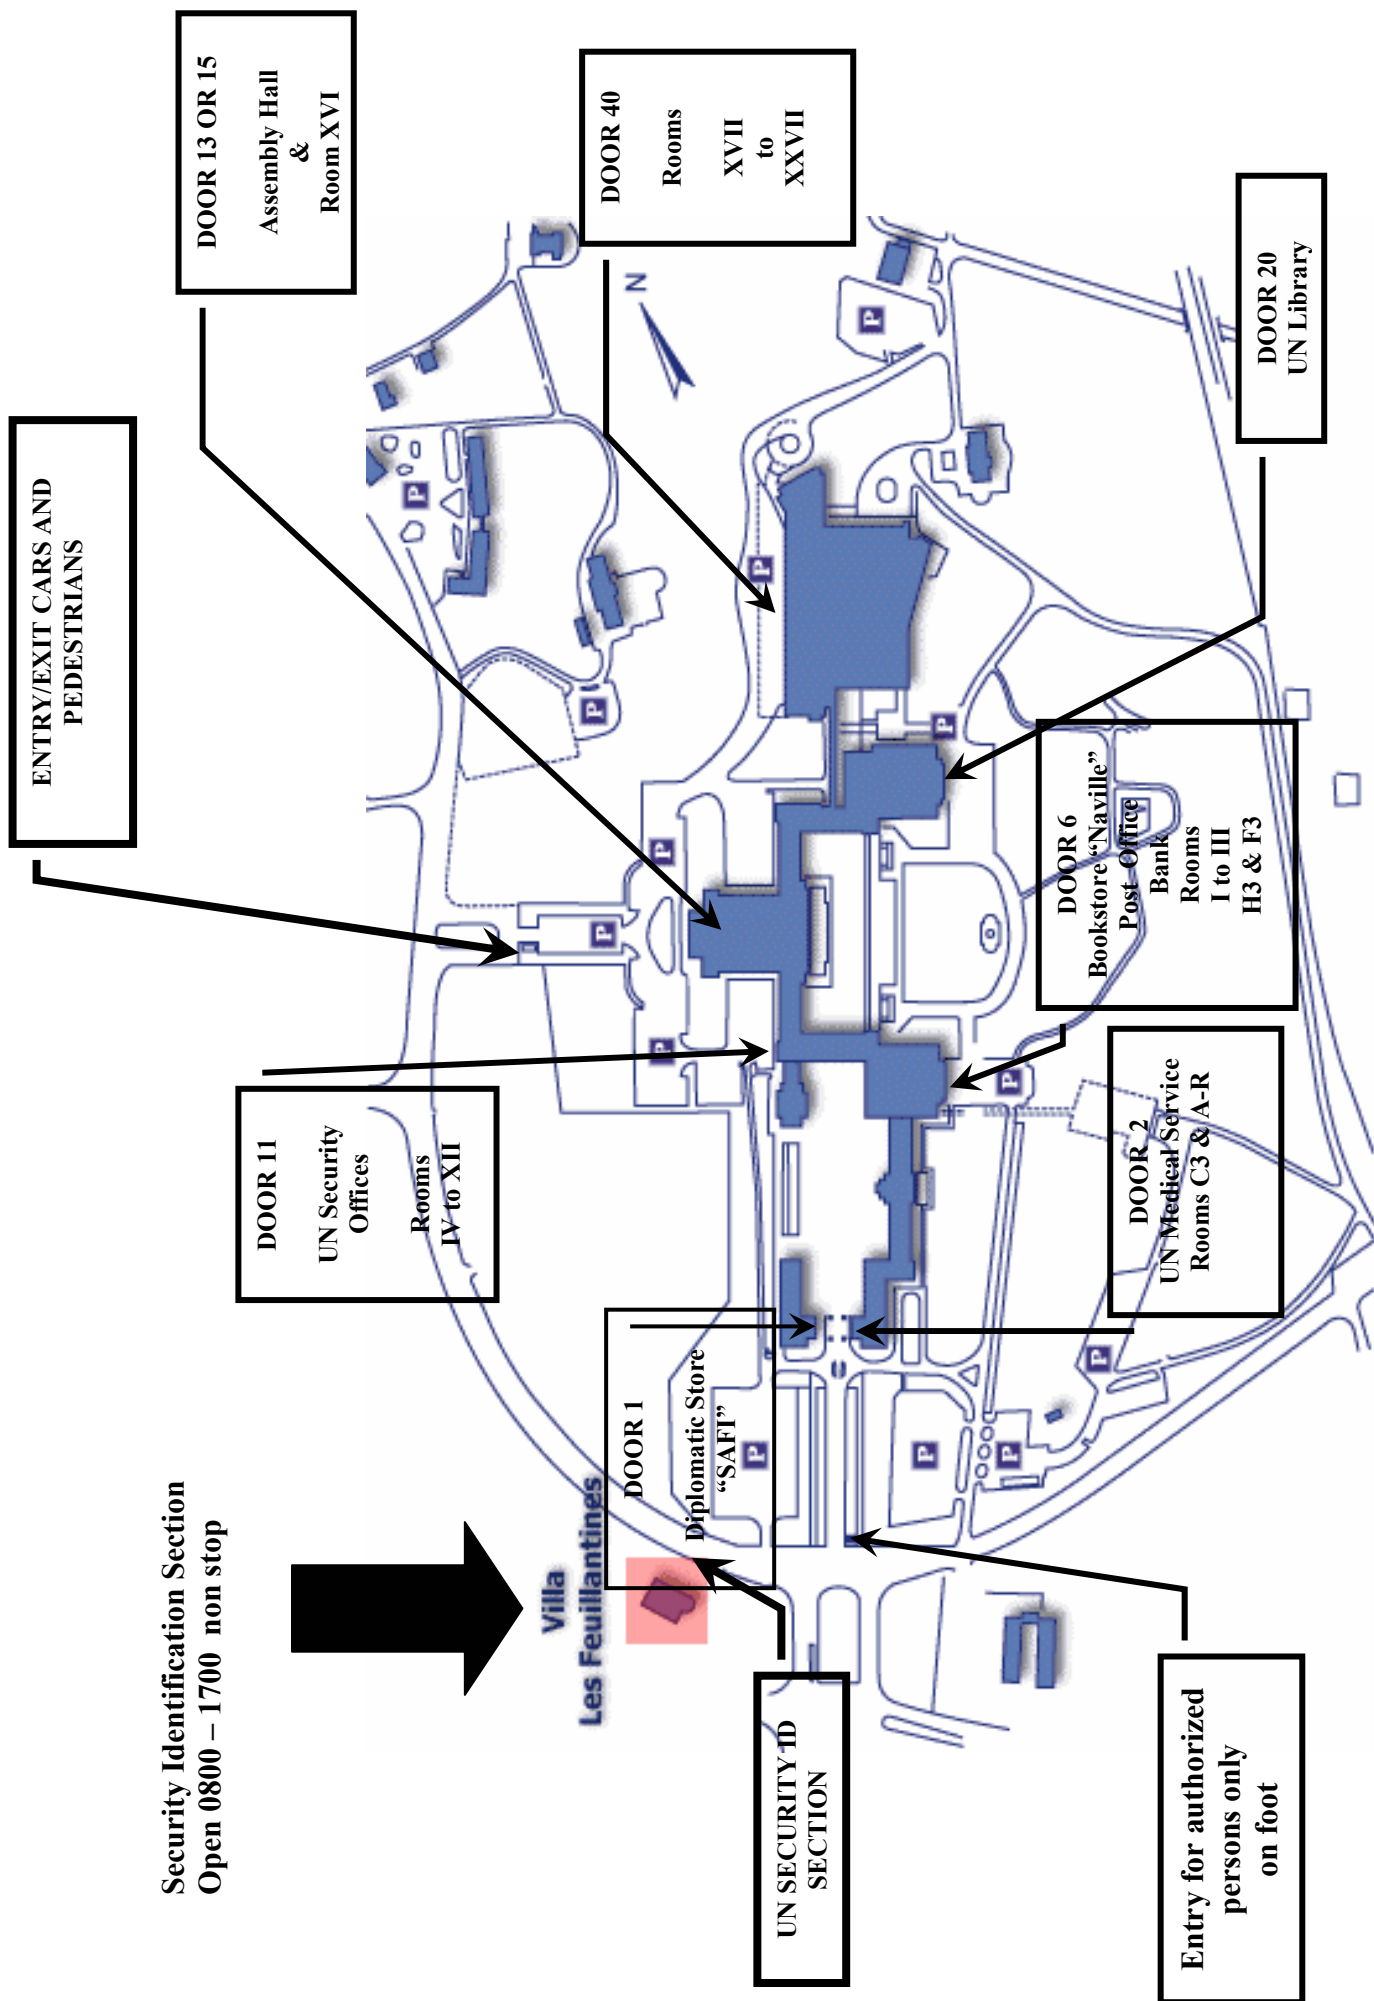 Security Identification Section
Open 0800 – 1700 non stop
ENTRY/EXIT CARS AND
PEDESTRIANS
DOOR 13 OR 15
Assembly Hall
&
Room XVI
DOOR 11
UN Security
Offices
Rooms
IV to XII
DOOR 40
Rooms
XVII
to
XXVII
Villa
Les Feuillantines
N
DOOR 1
Diplomatic Store
“SAFI”
UN SECURITY ID
SECTION
DOOR 6
Bookstore “Naville”
Post Office
Bank
Rooms
I to III
H3 & F3
DOOR 2
UN Medical Service
Rooms C3 & A-R
DOOR 20
UN Library
Entry for authorized
persons only
on foot
P
P
P
P
P
P
P
P
P
P
P
P
P